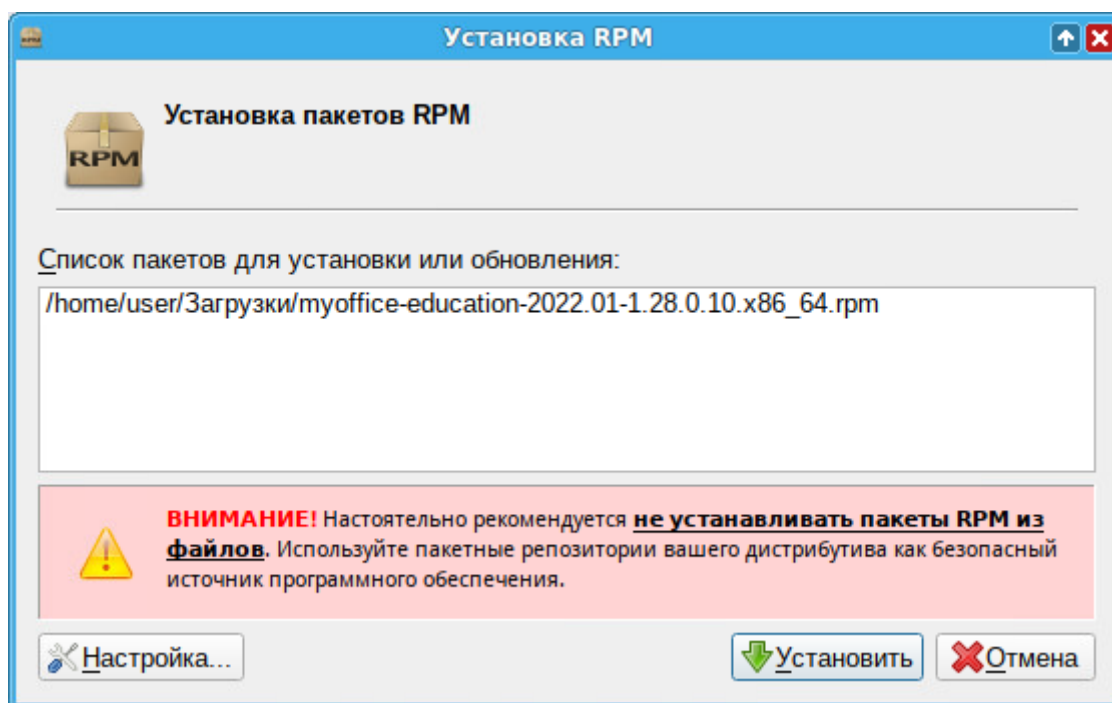 Установка RPM
Установка пакетов RPM
RPM
Список пакетов для установки или обновления:
/home/user/Загрузки/myoffice-education-2022.01-1.28.0.10.x86_64.rpm
ВНИМАНИЕ! Настоятельно рекомендуется не устанавливать пакеты RPM из
файлов. Используйте пакетные репозитории вашего дистрибутива как безопасный
источник программного обеспечения.
Настройка...
Установить
Отмена